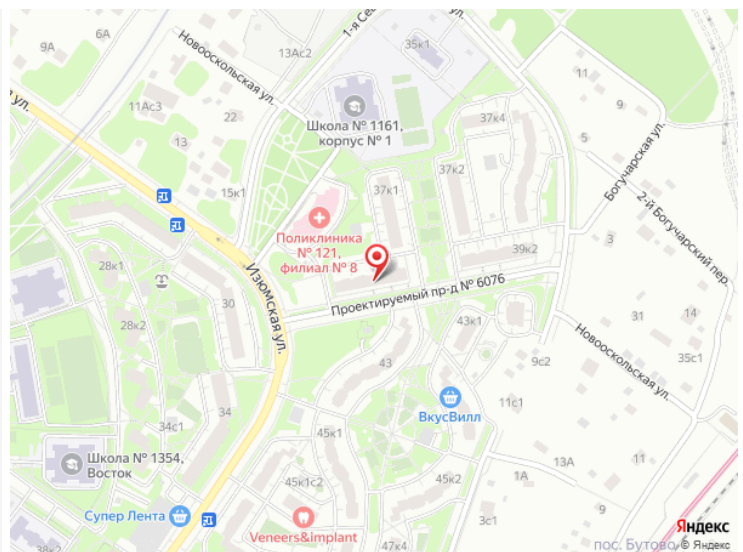 9А
6А
Новооскольская ул.
13Ас2
1-я Сев
ул.
35к1
11Ас3
22
13
15к1
Школа № 1161,
корпус № 1
37к4
37к1
37к2
11
9
5
Богучарская ул.
2-й Богучарский пер.
3
39к2
Поликлиника
№ 121,
филиал № 8
Изюмская ул.
Проектируемый пр-д № 6076
28к1
30
28к2
34с1
34
43к1
43
9с2
31
14
35с1
Новооскольская ул.
ВкусВилл
11с1
Школа № 1354,
Восток
45к1
45к1с2
45к2
1А
13А
9
3с1
Супер Лента
38к2
Veneers&implant
47к4
пос. Бутово
Яндекс
© Яндекс